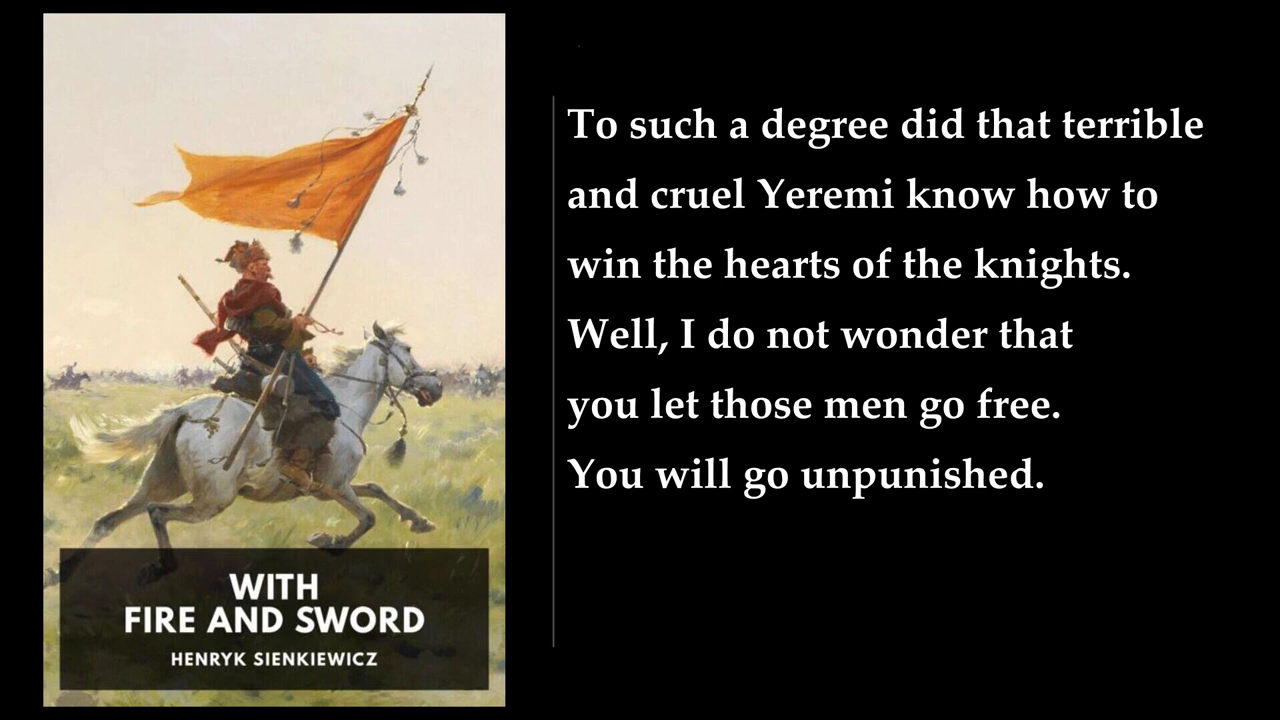 To such a degree did that terrible
and cruel Yeremi know how to
win the hearts of the knights.
Well, I do not wonder that
you let those men go free.
You will go unpunished.
WITH
FIRE AND SWORD
HENRYK SIENKIEWICZ